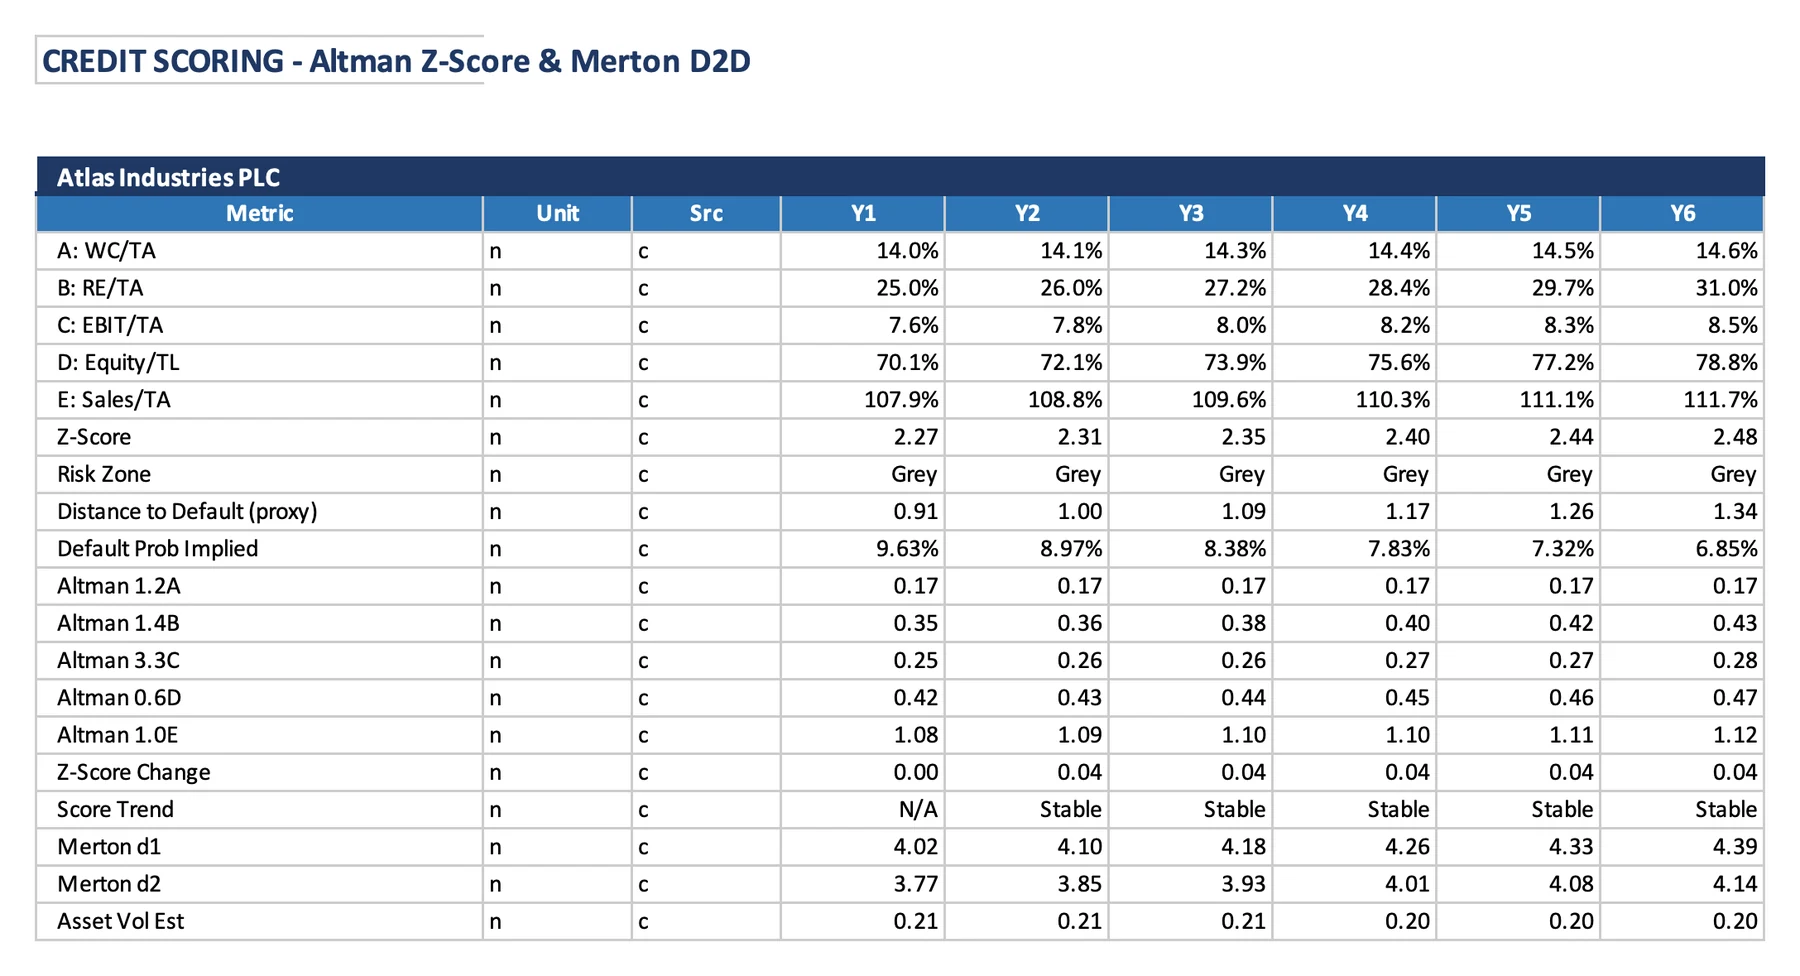 CREDIT SCORING - Altman Z-Score & Merton D2D
Atlas Industries PLC
Metric Unit Src Y1 Y2 Y3 Y4 Y5 Y6
A: WC/TA n c 14.0% 14.1% 14.3% 14.4% 14.5% 14.6%
B: RE/TA n c 25.0% 26.0% 27.2% 28.4% 29.7% 31.0%
C: EBIT/TA n c 7.6% 7.8% 8.0% 8.2% 8.3% 8.5%
D: Equity/TL n c 70.1% 72.1% 73.9% 75.6% 77.2% 78.8%
E: Sales/TA n c 107.9% 108.8% 109.6% 110.3% 111.1% 111.7%
Z-Score n c 2.27 2.31 2.35 2.40 2.44 2.48
Risk Zone n c Grey Grey Grey Grey Grey Grey
Distance to Default (proxy) n c 0.91 1.00 1.09 1.17 1.26 1.34
Default Prob Implied n c 9.63% 8.97% 8.38% 7.83% 7.32% 6.85%
Altman 1.2A n c 0.17 0.17 0.17 0.17 0.17 0.17
Altman 1.4B n c 0.35 0.36 0.38 0.40 0.42 0.43
Altman 3.3C n c 0.25 0.26 0.26 0.27 0.27 0.28
Altman 0.6D n c 0.42 0.43 0.44 0.45 0.46 0.47
Altman 1.0E n c 1.08 1.09 1.10 1.10 1.11 1.12
Z-Score Change n c 0.00 0.04 0.04 0.04 0.04 0.04
Score Trend n c N/A Stable Stable Stable Stable Stable
Merton d1 n c 4.02 4.10 4.18 4.26 4.33 4.39
Merton d2 n c 3.77 3.85 3.93 4.01 4.08 4.14
Asset Vol Est n c 0.21 0.21 0.21 0.20 0.20 0.20